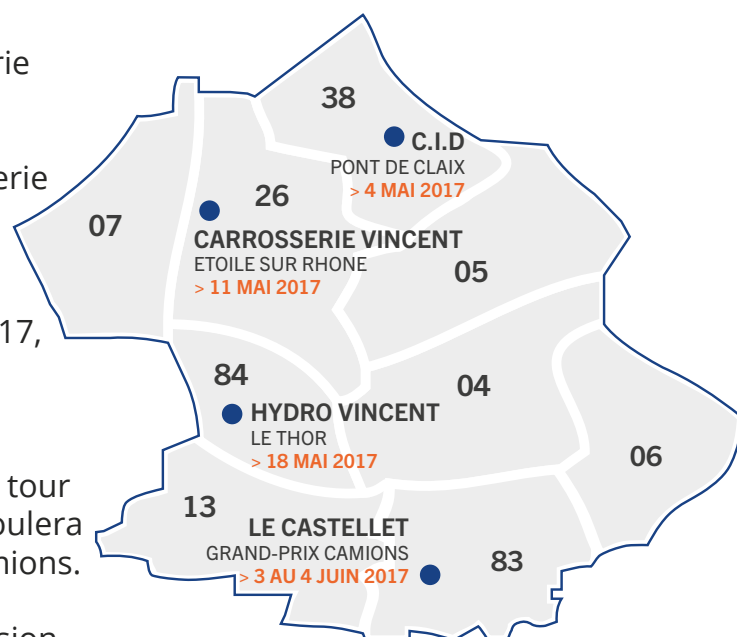 rie
erie
17,
tour
nions.
38
C.I.D
PONT DE CLAIX
> 4 MAI 2017
07
26
CARROSSERIE VINCENT
ETOILE SUR RHONE
> 11 MAI 2017
05
84
HYDRO VINCENT
LE THOR
> 18 MAI 2017
04
06
13
LE CASTELLET
GRAND-PRIX CAMIONS
> 3 AU 4 JUIN 2017
83